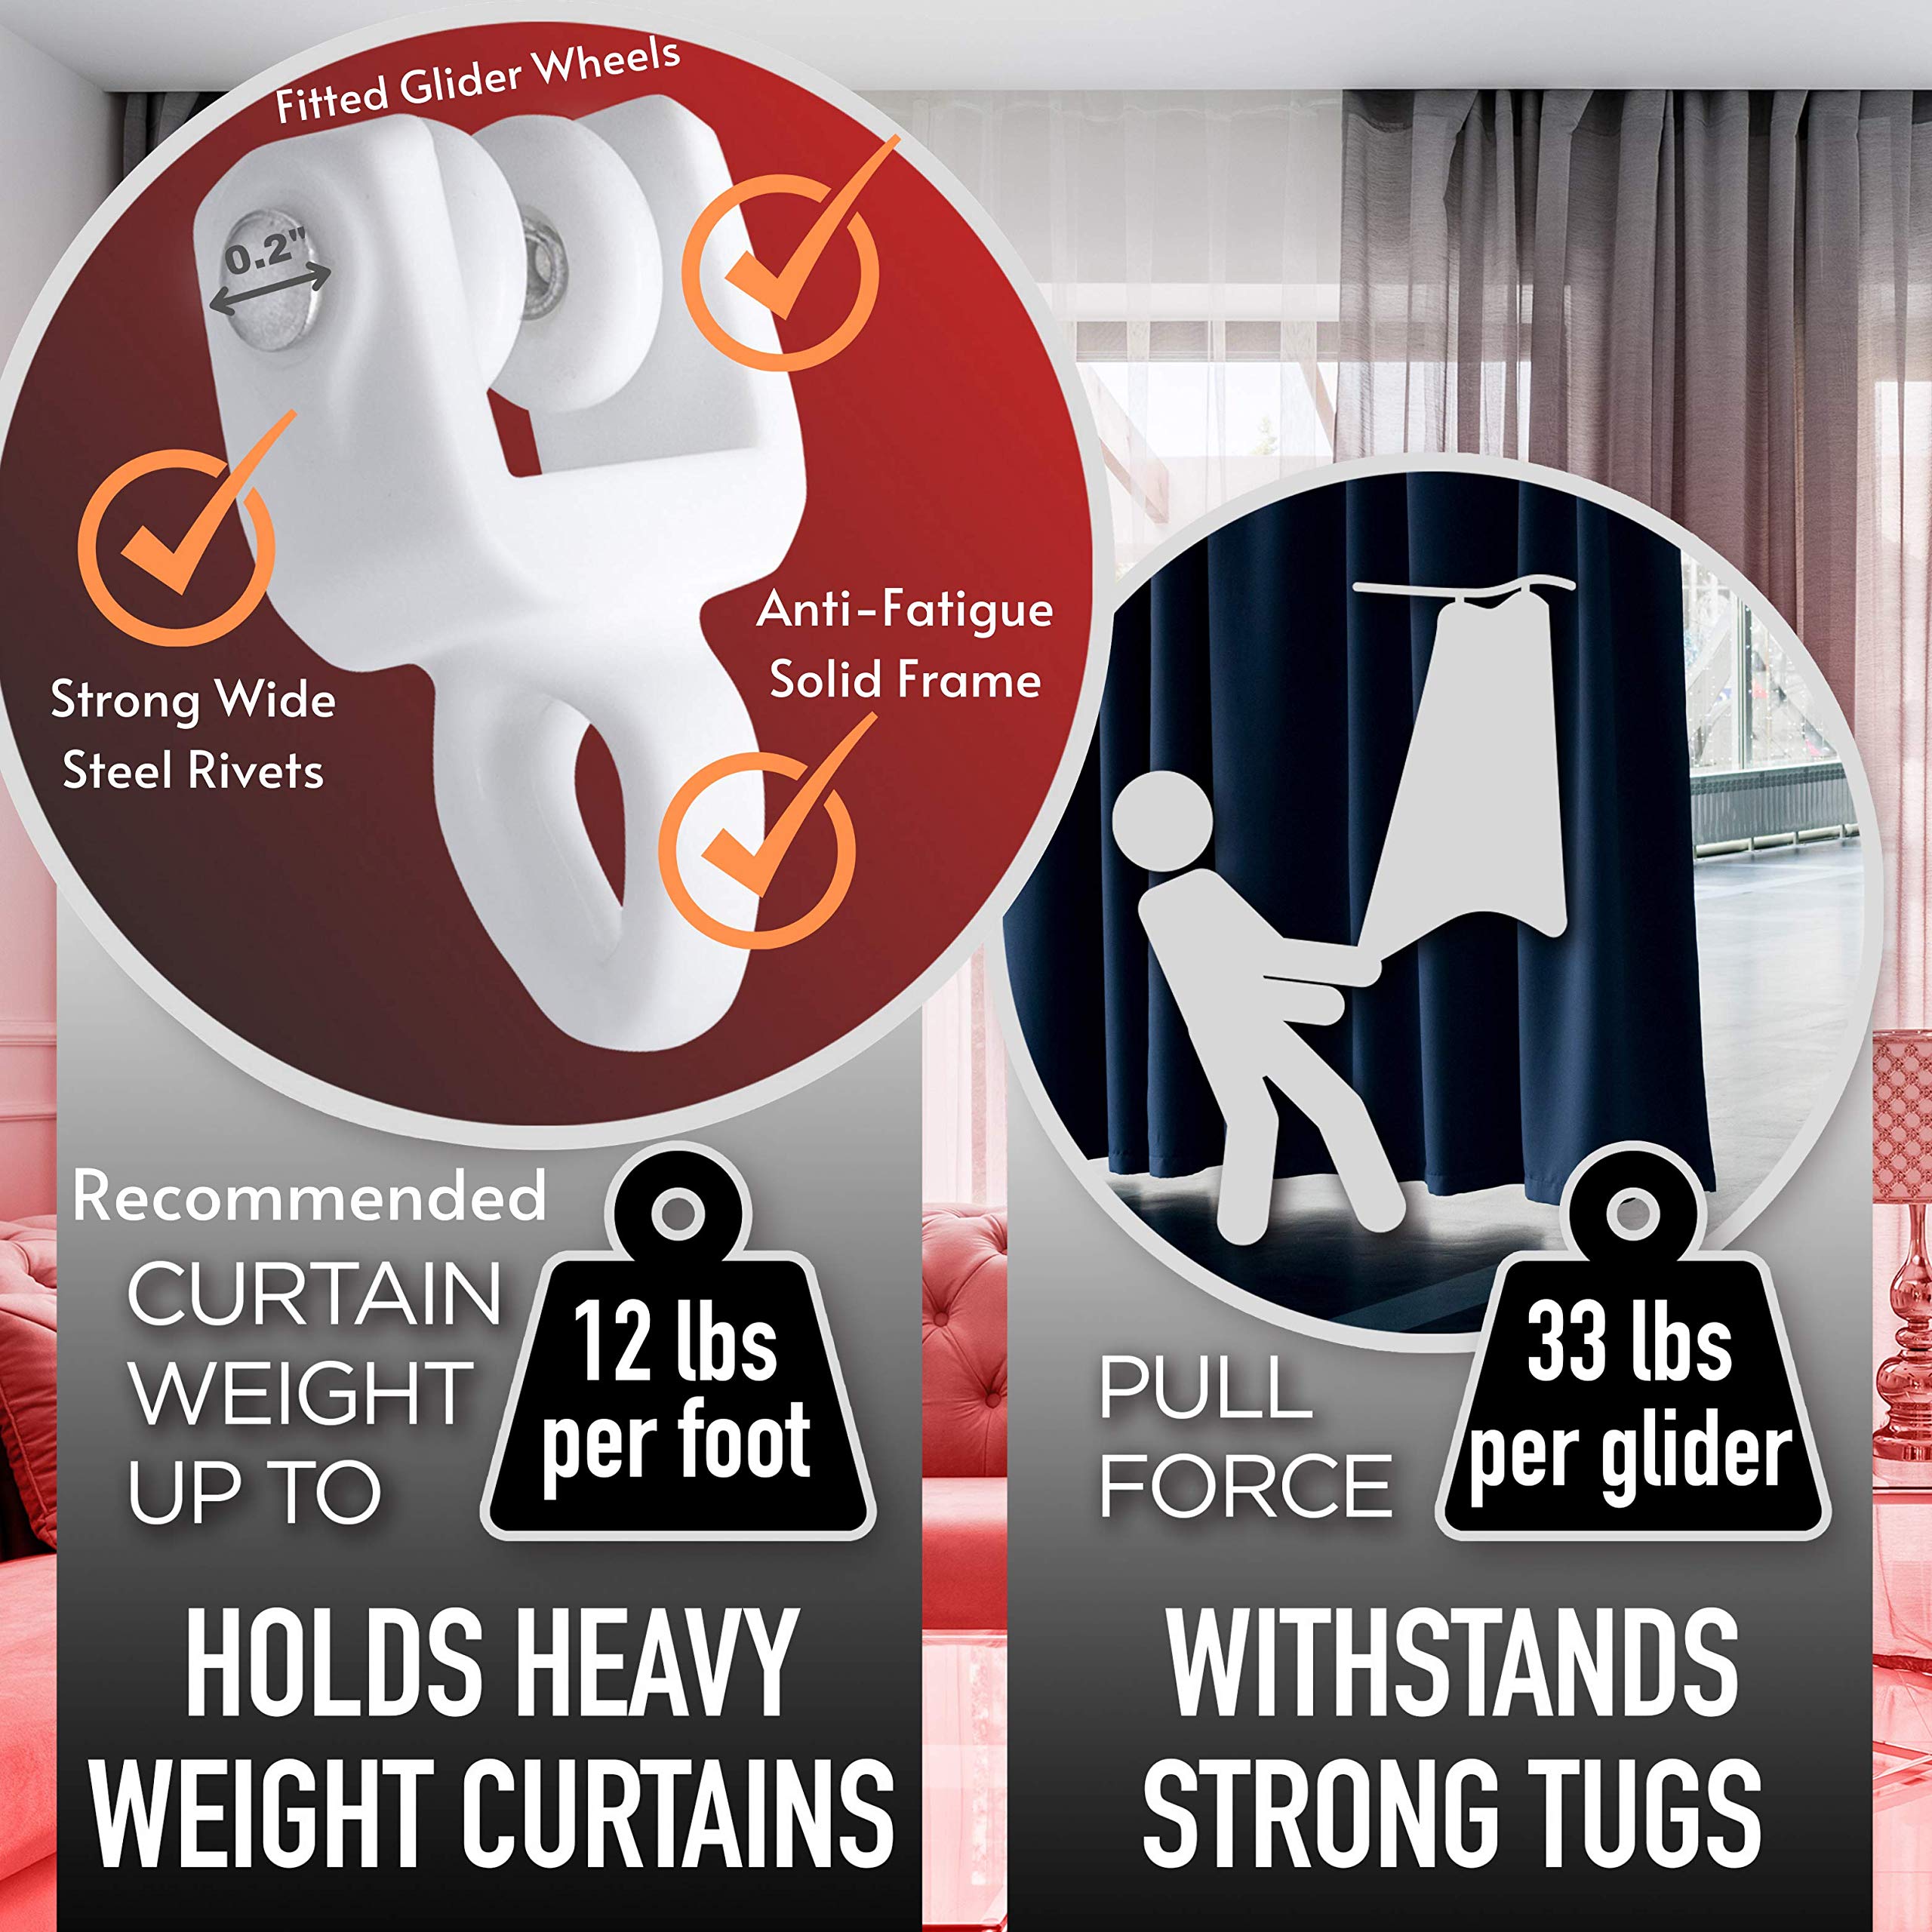 Fitted Glider Wheels
0.2"
Strong Wide
Steel Rivets
Anti-Fatigue
Solid Frame
Recommended
CURTAIN
WEIGHT
UP TO
12 lbs
per foot
HOLDS HEAVY
WEIGHT CURTAINS
PULL
FORCE
33 lbs
per glider
WITHSTANDS
STRONG TUGS